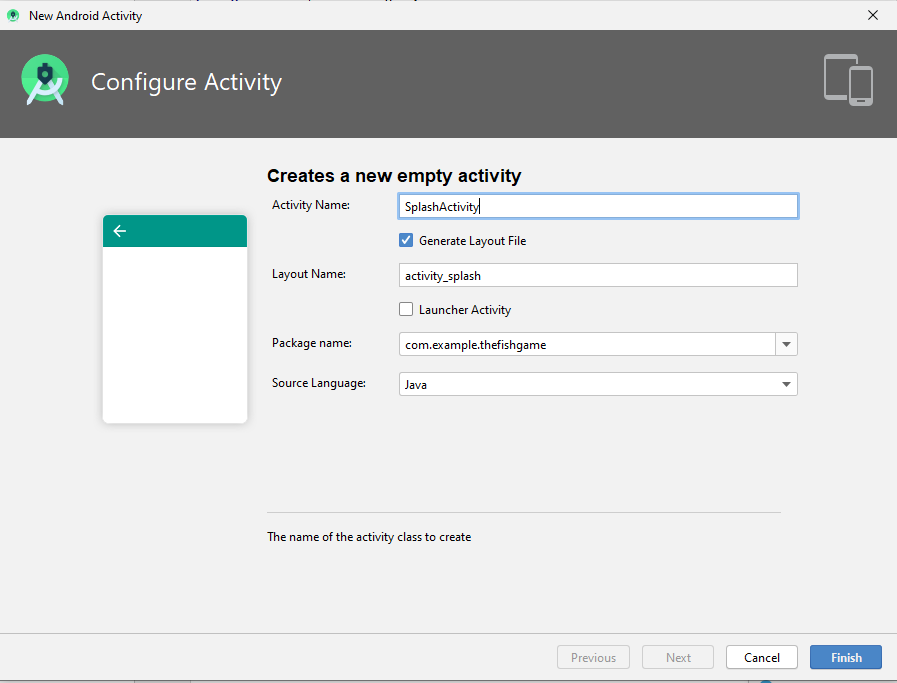 New Android Activity
Configure Activity
Creates a new empty activity
Activity Name: SplashActivity
Generate Layout File
Layout Name: activity_splash
Launcher Activity
Package name: com.example.thefishgame
Source Language: Java
The name of the activity class to create
Previous Next Cancel Finish